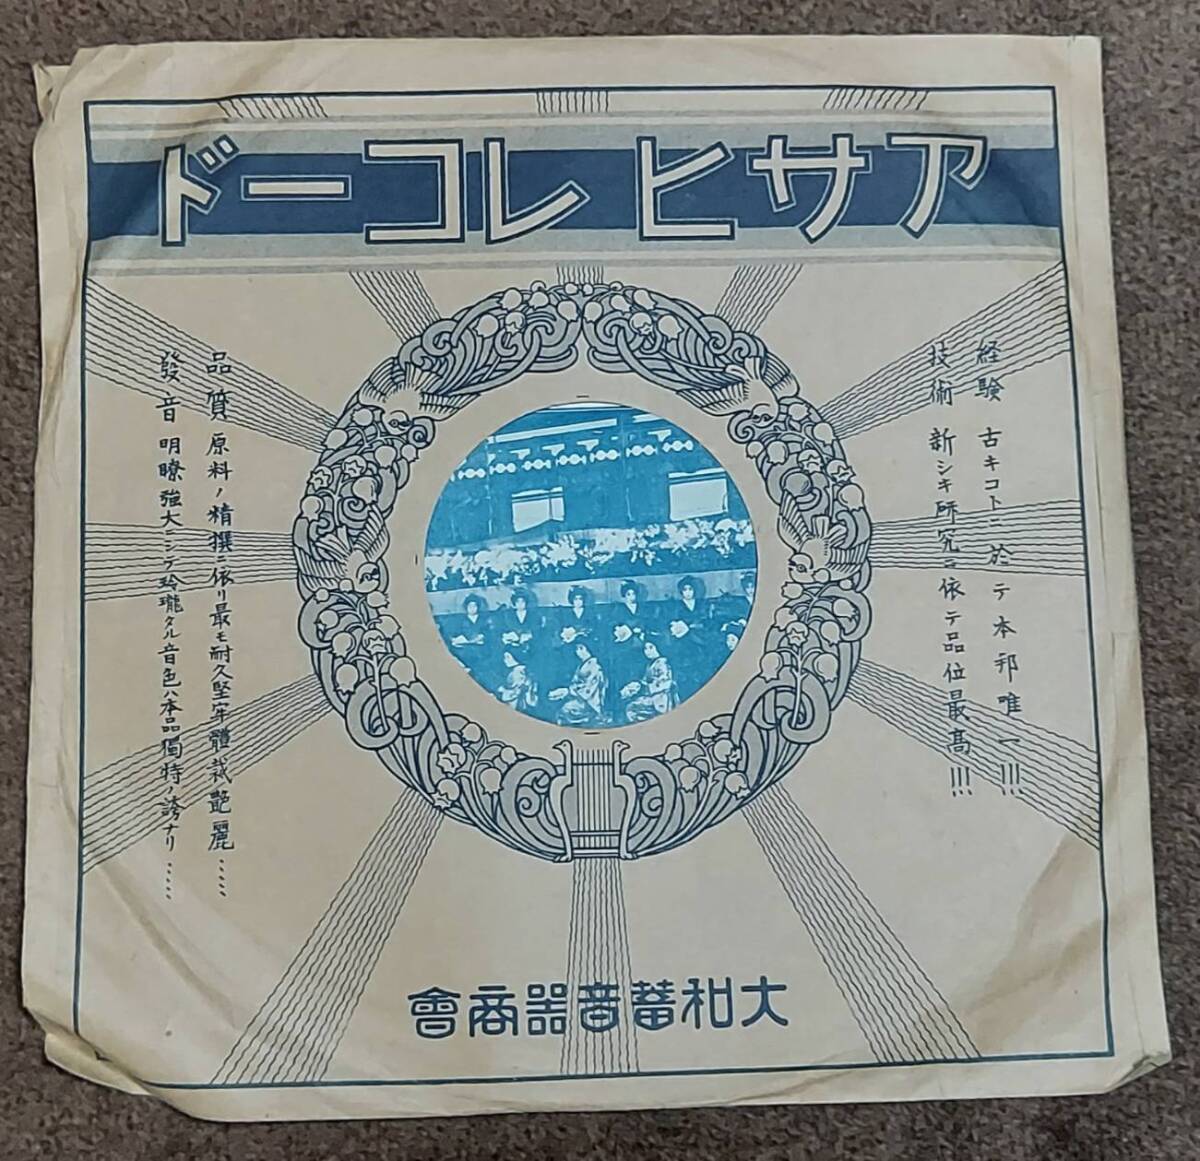 アサヒレコード
経験 古キコトニ於テ本邦唯一!!!
技術 新シキ研究ニ依テ品位最高!!!
品質 原料ノ精撰ニ依リ最モ耐久堅牢體裁艶麗……
發音 明瞭強大ニシテ玲瓏タル音色ハ本品獨特ノ誇ナリ……
大和蓄音器商會